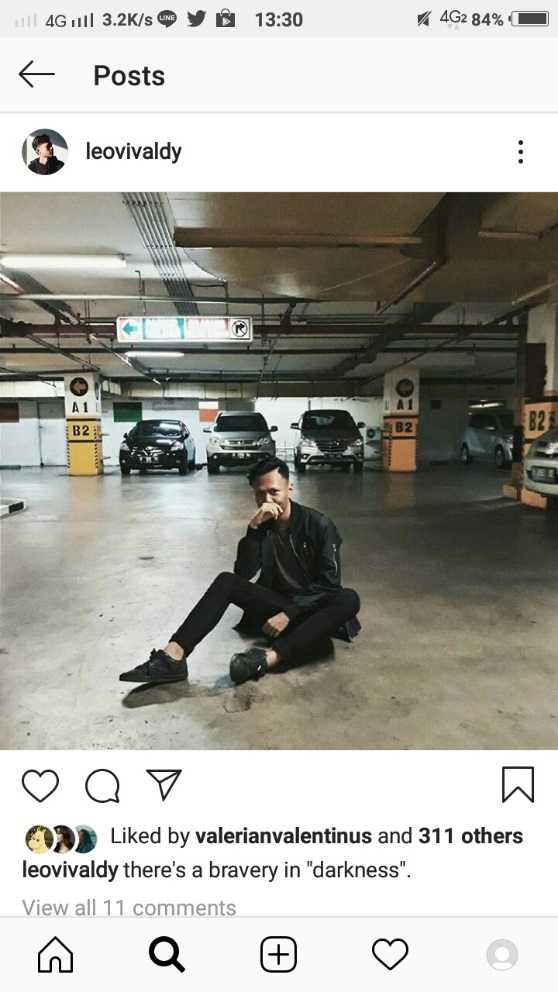 4G 3.2K/s LINE 13:30 4G2 84%
Posts
leovivaldy
A1 A1
B2 B2 B2
Liked by valerianvalentinus and 311 others
leovivaldy there's a bravery in "darkness".
View all 11 comments